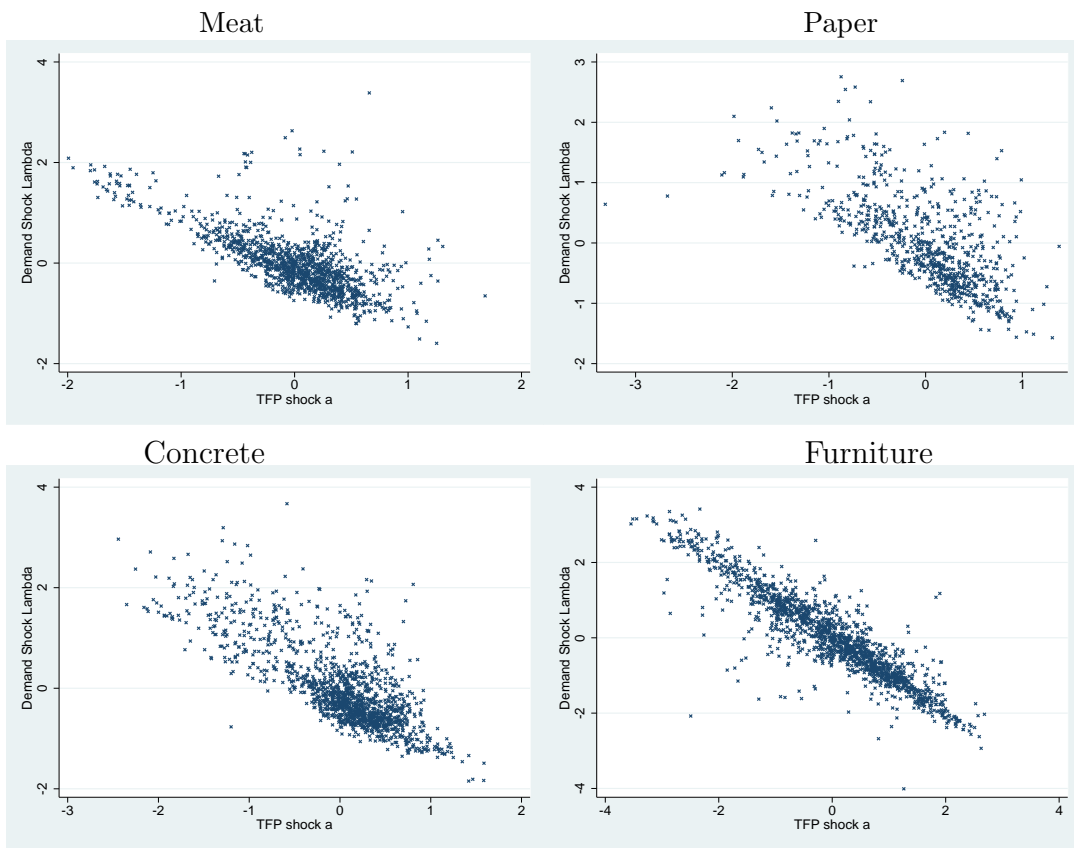 Meat
Demand Shock Lambda
4
2
0
-2
-2 -1 0 1 2
TFP shock a
Paper
Demand Shock Lambda
3
2
1
0
-1
-2
-3 -2 -1 0 1
TFP shock a
Concrete
Demand Shock Lambda
4
2
0
-2
-3 -2 -1 0 1 2
TFP shock a
Furniture
Demand Shock Lambda
4
2
0
-2
-4
-4 -2 0 2 4
TFP shock a